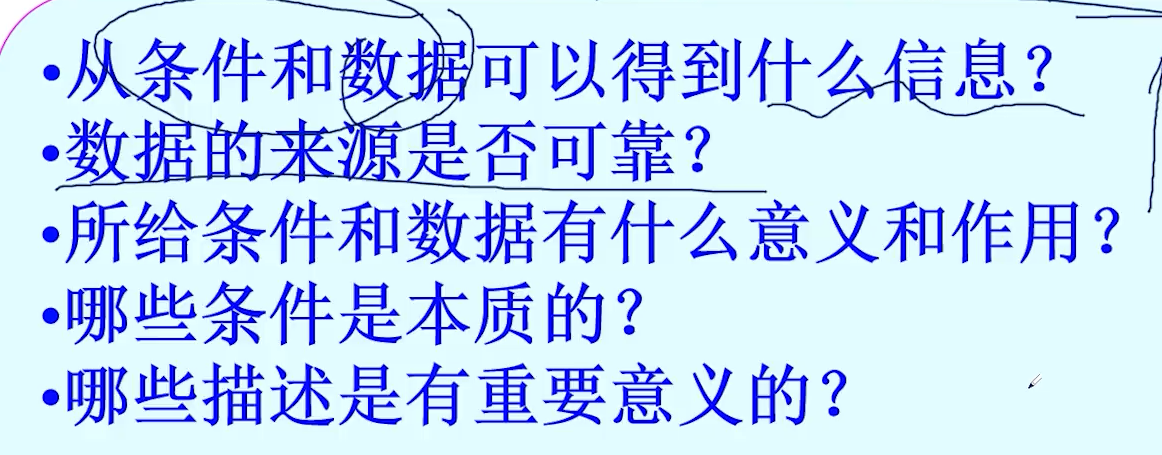 •从条件和数据可以得到什么信息？
•数据的来源是否可靠？
•所给条件和数据有什么意义和作用？
•哪些条件是本质的？
•哪些描述是有重要意义的？